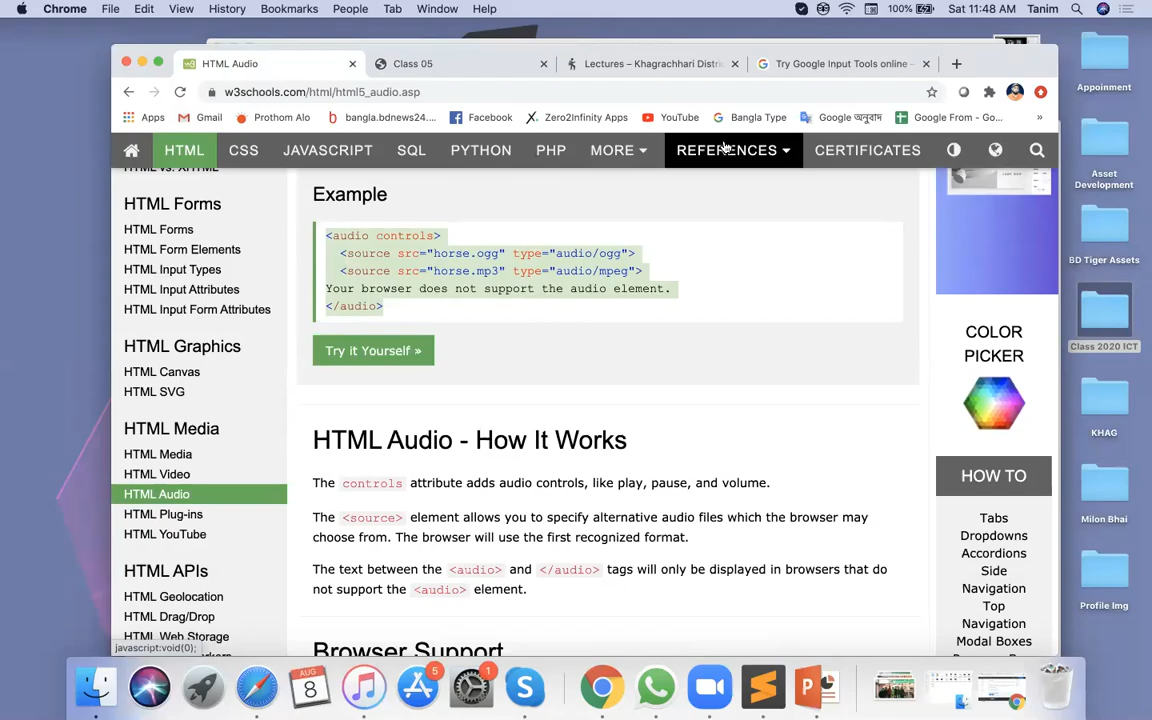 Chrome File Edit View History Bookmarks People Tab Window Help 100% Sat 11:48 AM Tanim
HTML Audio Class 05 Lectures – Khagrachhari Distri Try Google Input Tools online –
w3schools.com/html/html5_audio.asp
Apps Gmail Prothom Alo bangla.bdnews24.... Facebook Zero2Infinity Apps YouTube Bangla Type Google অনুবাদ Google From - Go... »
HTML CSS JAVASCRIPT SQL PYTHON PHP MORE REFERENCES CERTIFICATES
HTML vs. XHTML
HTML Forms
HTML Forms
HTML Form Elements
HTML Input Types
HTML Input Attributes
HTML Input Form Attributes
HTML Graphics
HTML Canvas
HTML SVG
HTML Media
HTML Media
HTML Video
HTML Audio
HTML Plug-ins
HTML YouTube
HTML APIs
HTML Geolocation
HTML Drag/Drop
HTML Web Storage
javascript:void(0);
Example
<audio controls>
<source src="horse.ogg" type="audio/ogg">
<source src="horse.mp3" type="audio/mpeg">
Your browser does not support the audio element.
</audio>
Try it Yourself »
HTML Audio - How It Works
The controls attribute adds audio controls, like play, pause, and volume.
The <source> element allows you to specify alternative audio files which the browser may
choose from. The browser will use the first recognized format.
The text between the <audio> and </audio> tags will only be displayed in browsers that do
not support the <audio> element.
Browser Support
COLOR
PICKER
HOW TO
Tabs
Dropdowns
Accordions
Side
Navigation
Top
Navigation
Modal Boxes
Appoinment
Asset
Development
BD Tiger Assets
Class 2020 ICT
KHAG
Milon Bhai
Profile Img
AUG
8
5
1